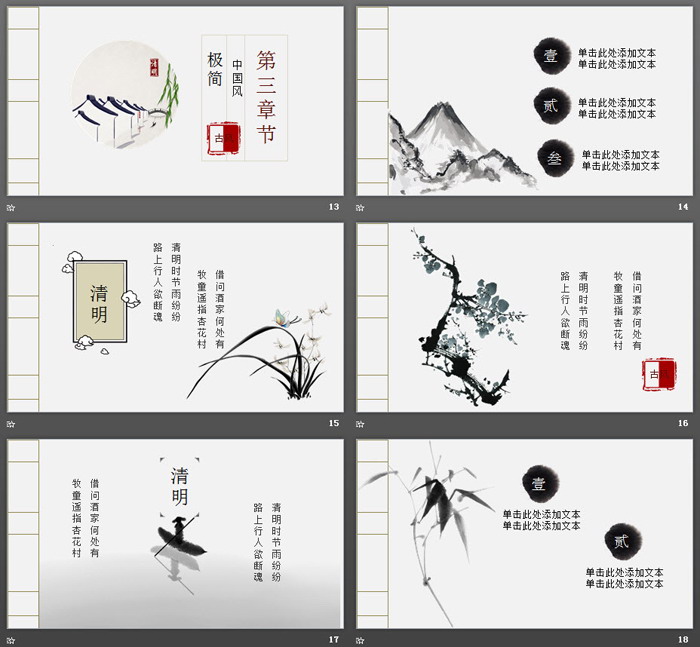 第三章节
中国风
极简
清明
古
13
壹
单击此处添加文本
单击此处添加文本
贰
单击此处添加文本
单击此处添加文本
叁
单击此处添加文本
单击此处添加文本
14
清明
清明时节雨纷纷
路上行人欲断魂
借问酒家何处有
牧童遥指杏花村
15
清明时节雨纷纷
路上行人欲断魂
借问酒家何处有
牧童遥指杏花村
古
16
清明
清明时节雨纷纷
路上行人欲断魂
借问酒家何处有
牧童遥指杏花村
17
壹
单击此处添加文本
单击此处添加文本
贰
单击此处添加文本
单击此处添加文本
18